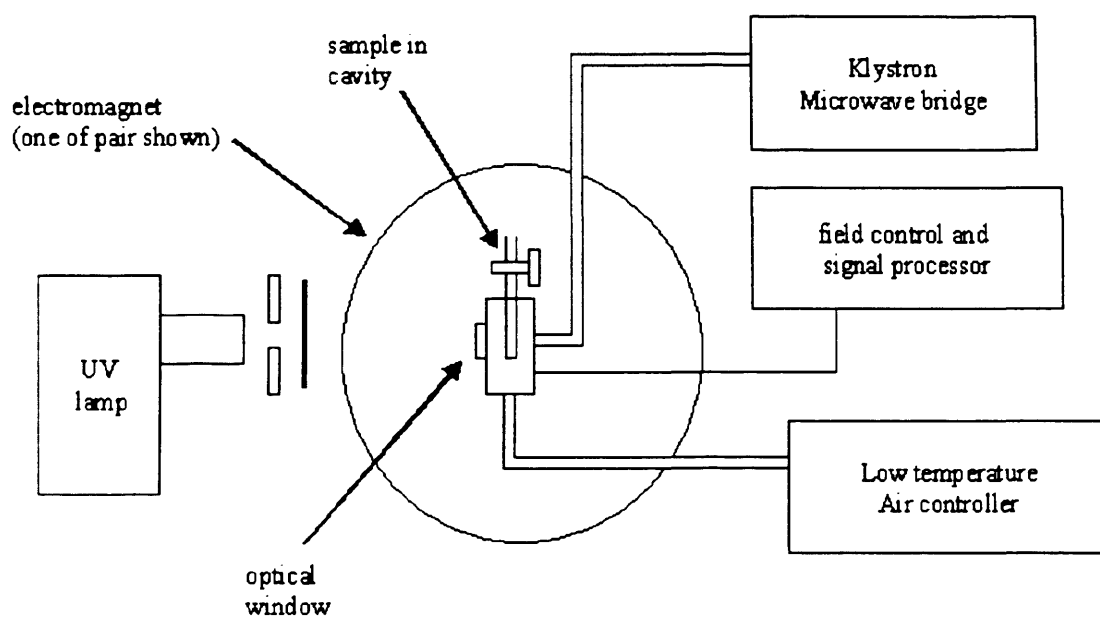 sample in
cavity
electromagnet
(one of pair shown)
Klystron
Microwave bridge
field control and
signal processor
UV
lamp
Low temperature
Air controller
optical
window